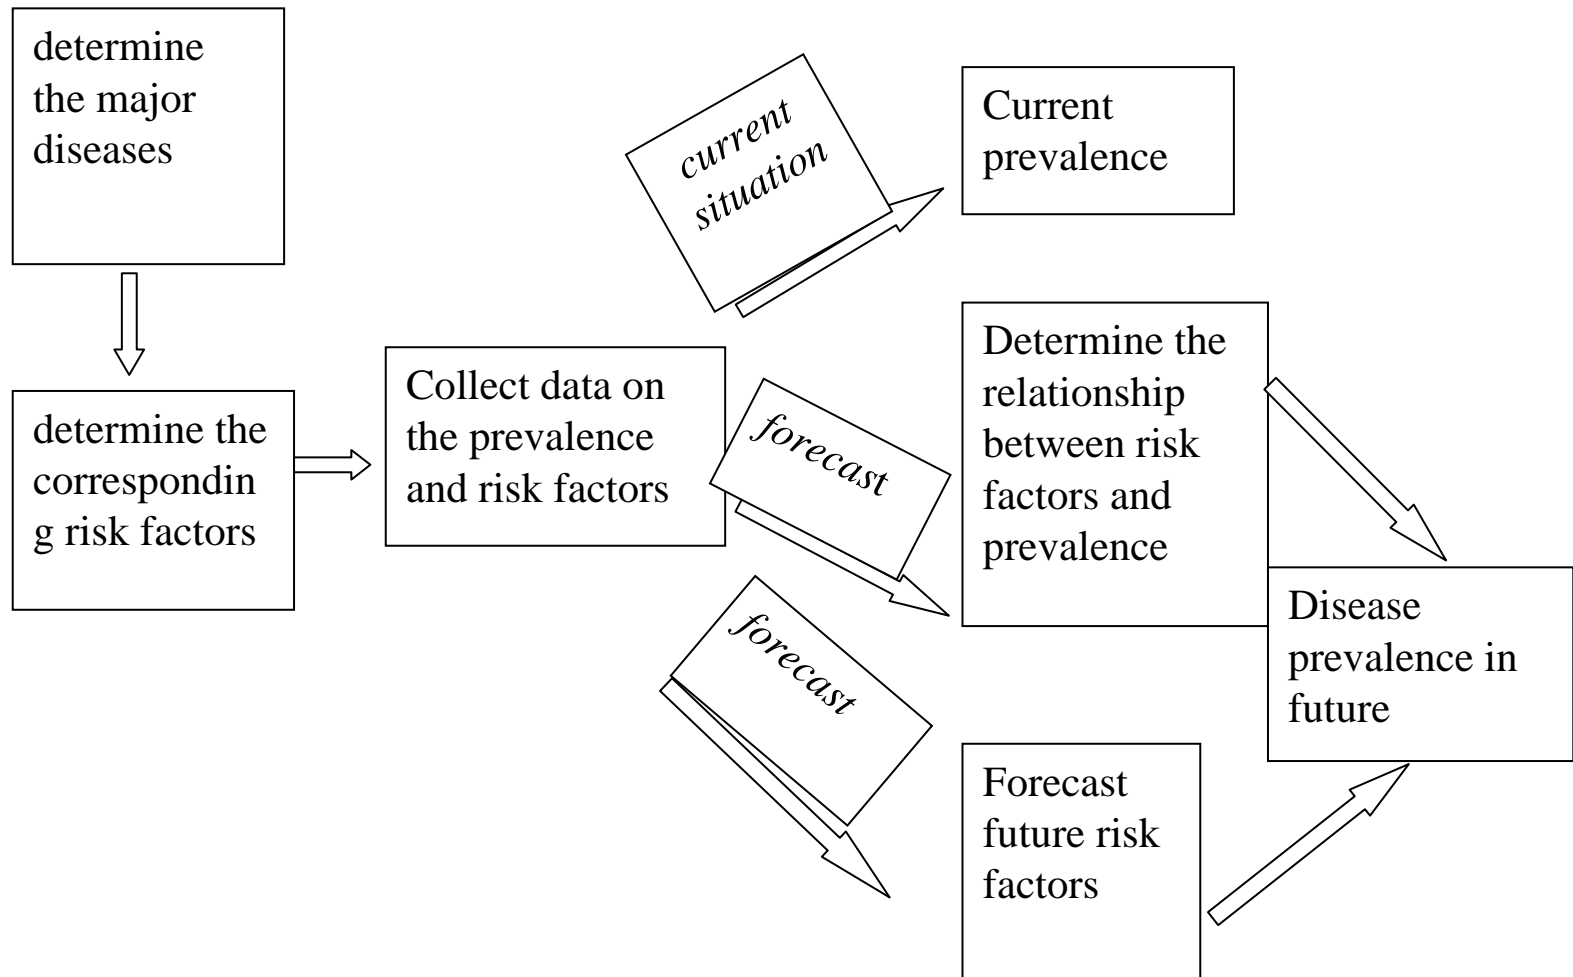 determine
the major
diseases
determine the
correspondin
g risk factors
Collect data on
the prevalence
and risk factors
current
situation
Current
prevalence
forecast
Determine the
relationship
between risk
factors and
prevalence
forecast
Forecast
future risk
factors
Disease
prevalence in
future